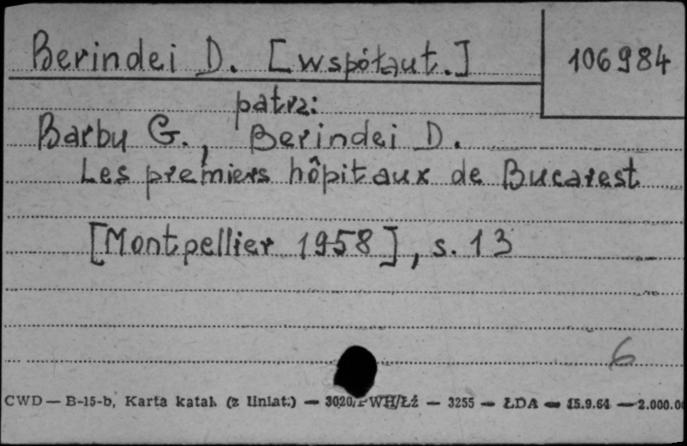 Berindei D. [współaut.]
106984
patrz:
Barbu G., Berindei D.
Les premiers hôpitaux de Bucarest
[Montpellier 1958], s. 13
6
CWD — B-15-b, Karta katal. (z liniat.) — 3020/ WH/Łź — 3255 — ŁDA — 15.9.64 — 2.000.0